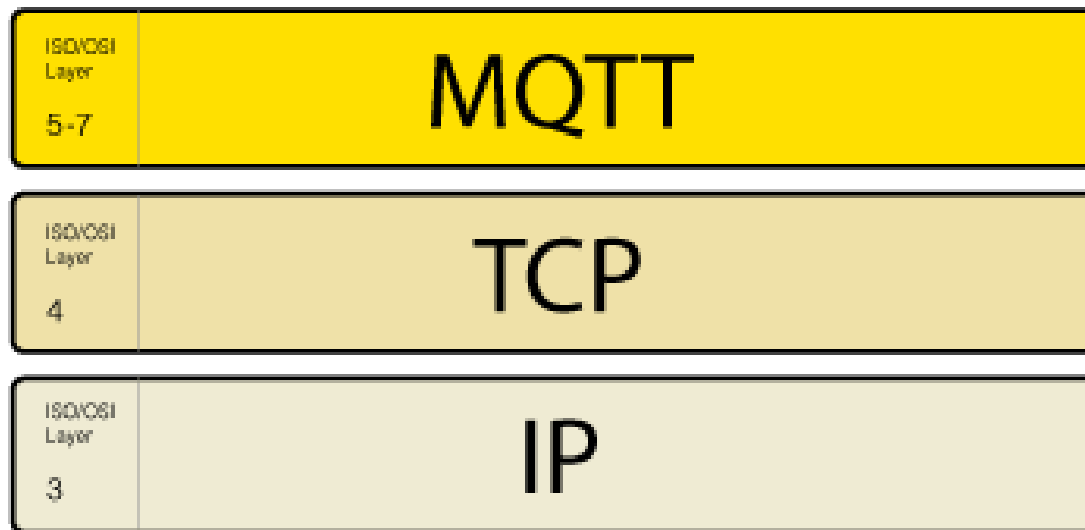 ISO/OSI
Layer
5-7
MQTT
ISO/OSI
Layer
4
TCP
ISO/OSI
Layer
3
IP